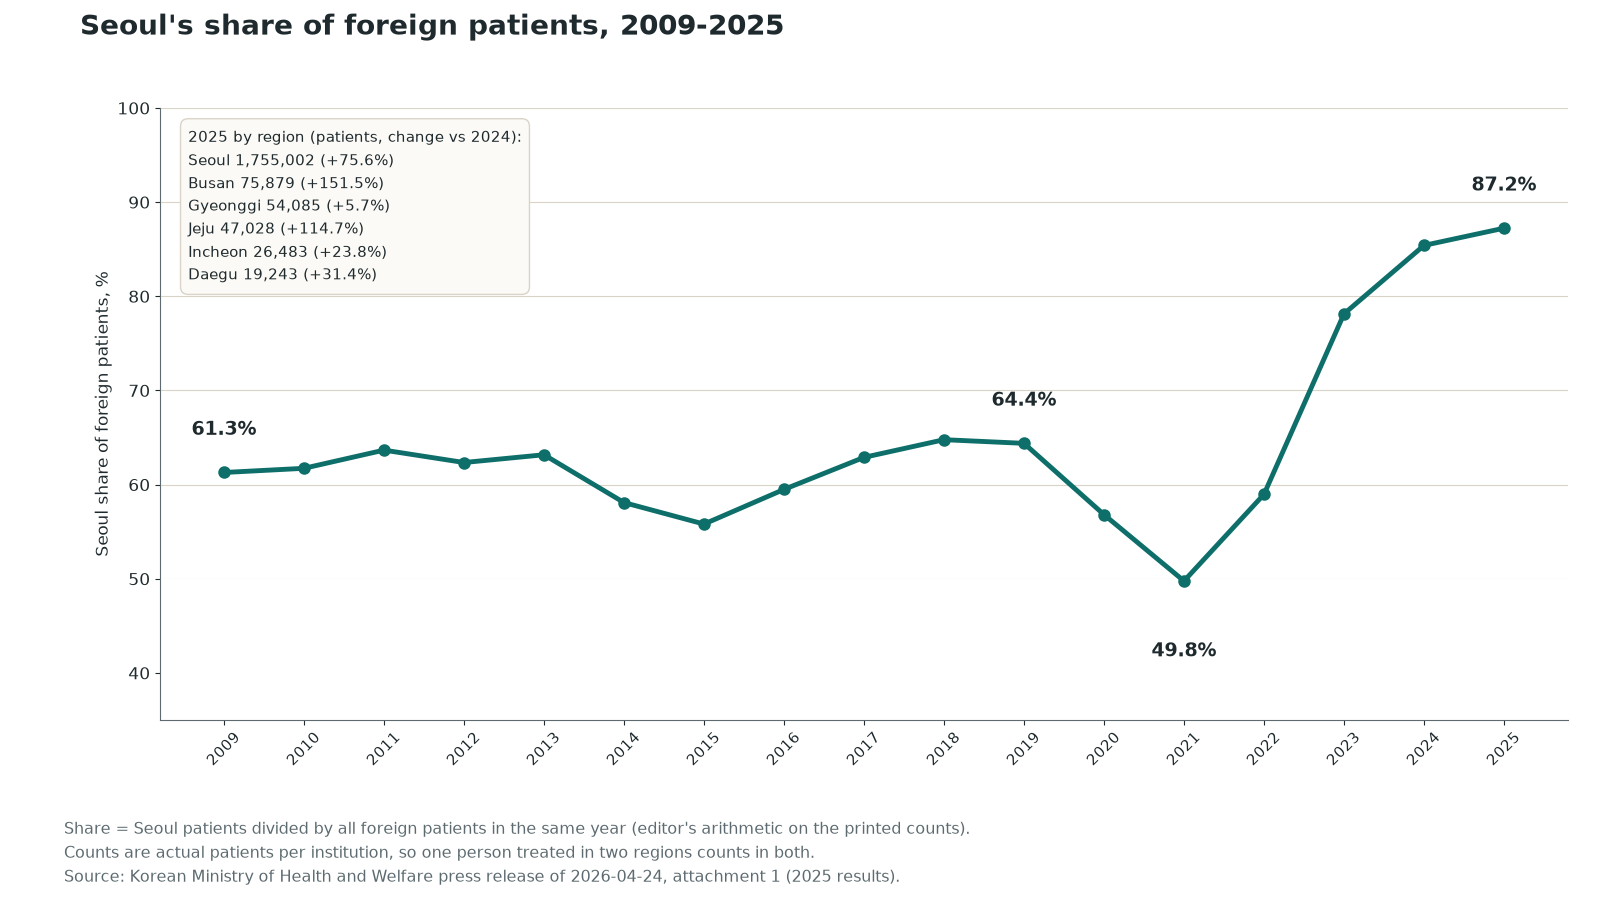 Seoul's share of foreign patients, 2009-2025
100
90
80
70
60
50
40
Seoul share of foreign patients, %
2025 by region (patients, change vs 2024):
Seoul 1,755,002 (+75.6%)
Busan 75,879 (+151.5%)
Gyeonggi 54,085 (+5.7%)
Jeju 47,028 (+114.7%)
Incheon 26,483 (+23.8%)
Daegu 19,243 (+31.4%)
61.3%
64.4%
49.8%
87.2%
2009
2010
2011
2012
2013
2014
2015
2016
2017
2018
2019
2020
2021
2022
2023
2024
2025
Share = Seoul patients divided by all foreign patients in the same year (editor's arithmetic on the printed counts).
Counts are actual patients per institution, so one person treated in two regions counts in both.
Source: Korean Ministry of Health and Welfare press release of 2026-04-24, attachment 1 (2025 results).